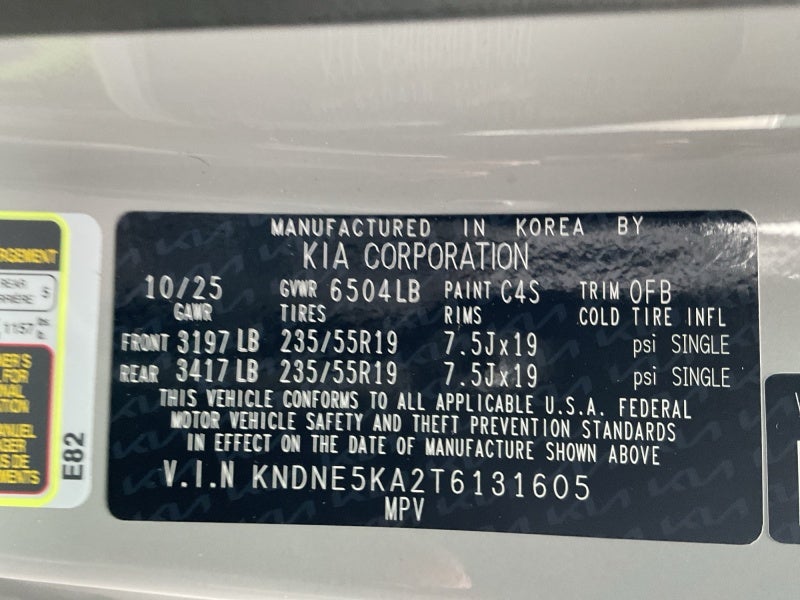 MANUFACTURED IN KOREA BY
KIA CORPORATION
10/25 GVWR 6504LB PAINT C4S TRIM OFB
GAWR TIRES RIMS COLD TIRE INFL
FRONT 3197 LB 235/55R19 7.5Jx19 psi SINGLE
REAR 3417 LB 235/55R19 7.5Jx19 psi SINGLE
THIS VEHICLE CONFORMS TO ALL APPLICABLE U.S.A. FEDERAL
MOTOR VEHICLE SAFETY AND THEFT PREVENTION STANDARDS
IN EFFECT ON THE DATE OF MANUFACTURE SHOWN ABOVE
V.I.N KNDNE5KA2T6131605
MPV
REAR
5
1157
E82